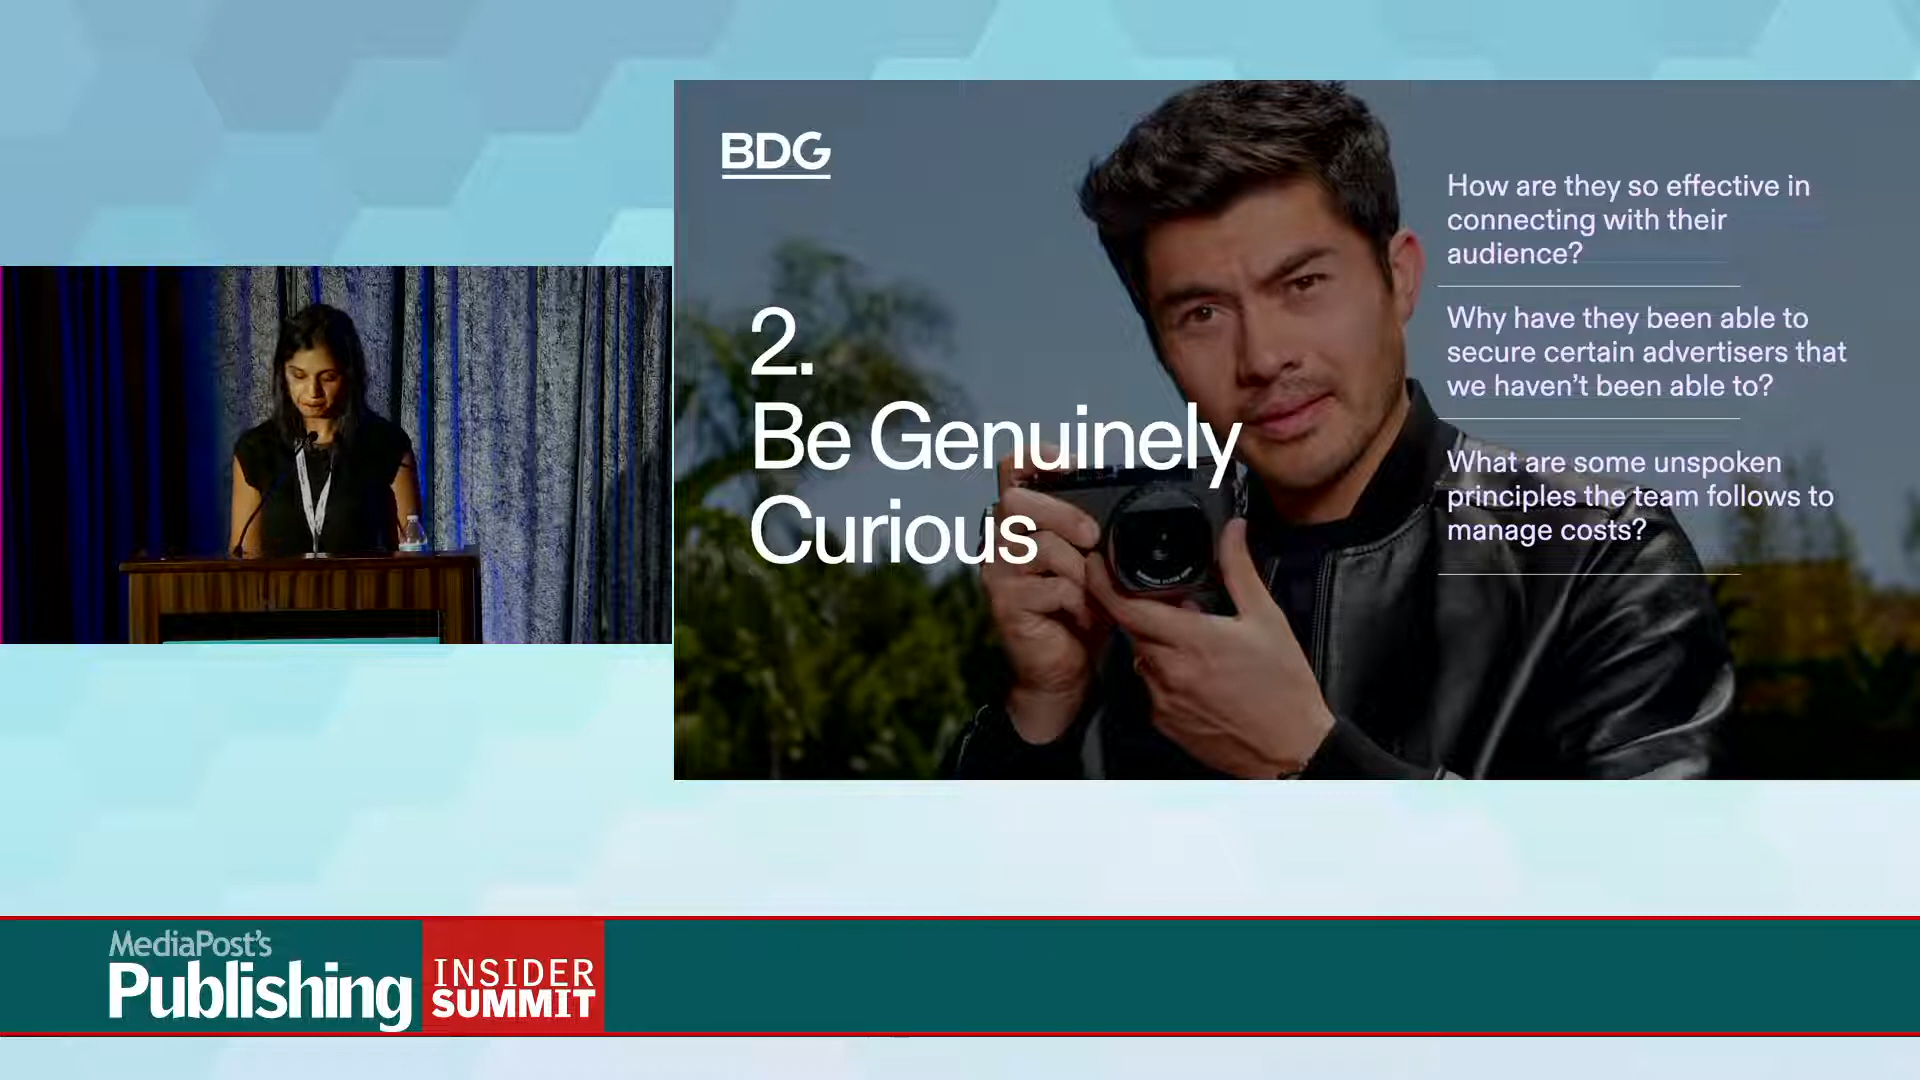 BDG
2.
Be Genuinely
Curious
How are they so effective in
connecting with their
audience?
Why have they been able to
secure certain advertisers that
we haven't been able to?
What are some unspoken
principles the team follows to
manage costs?
MediaPost's
Publishing
INSIDER
SUMMIT